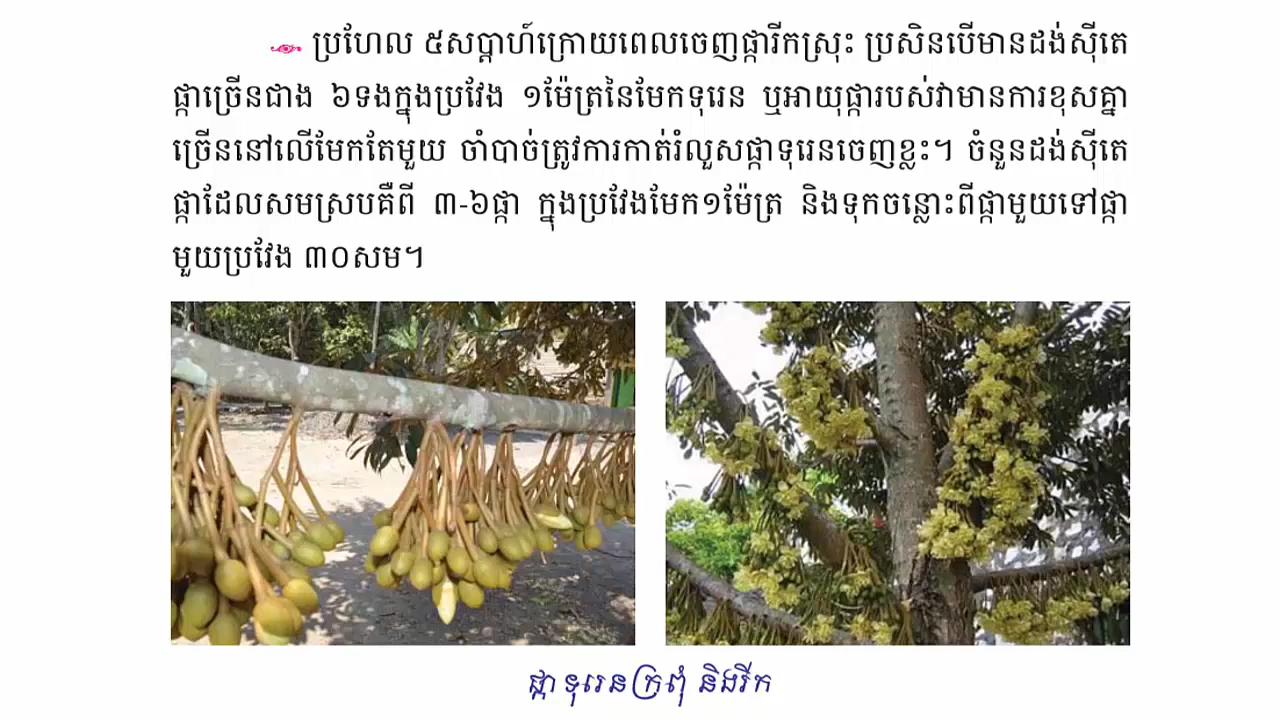 ប្រហែល ៥សប្តាហ៍ក្រោយពេលចេញផ្ការីកស្រុះ ប្រសិនបើមានដង់ស៊ីតេ
ផ្កាច្រើនជាង ៦ទងក្នុងប្រវែង ១ម៉ែត្រនៃមែកទុរេន ឬអាយុផ្ការបស់វាមានការខុសគ្នា
ច្រើននៅលើមែកតែមួយ ចាំបាច់ត្រូវការកាត់រំលួសផ្កាទុរេនចេញខ្លះ។ ចំនួនដង់ស៊ីតេ
ផ្កាដែលសមស្របគឺពី ៣-៦ផ្កា ក្នុងប្រវែងមែក១ម៉ែត្រ និងទុកចន្លោះពីផ្កាមួយទៅផ្កា
មួយប្រវែង ៣០សម។
ផ្កាទុរេនក្រពុំ និងរីក